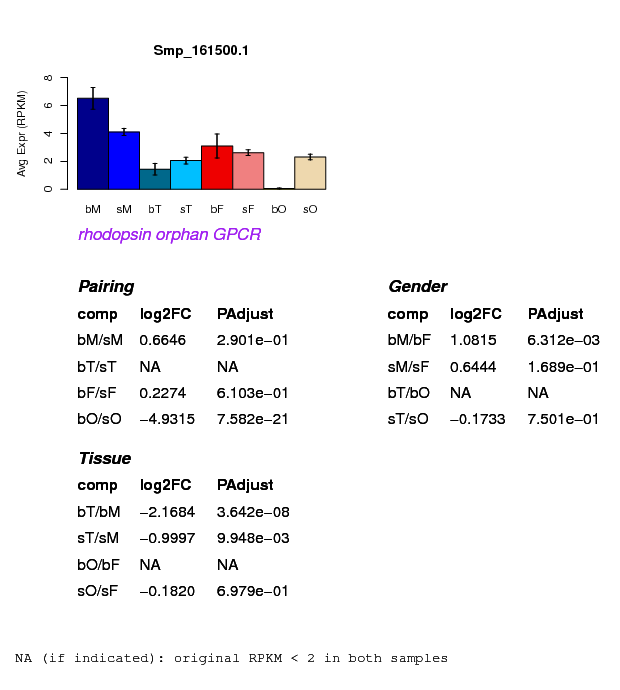 Smp_161500.1
Avg Expr (RPKM)
0 2 4 6 8
bM sM bT sT bF sF bO sO
rhodopsin orphan GPCR
Pairing
comp log2FC PAdjust
bM/sM 0.6646 2.901e−01
bT/sT NA NA
bF/sF 0.2274 6.103e−01
bO/sO −4.9315 7.582e−21
Gender
comp log2FC PAdjust
bM/bF 1.0815 6.312e−03
sM/sF 0.6444 1.689e−01
bT/bO NA NA
sT/sO −0.1733 7.501e−01
Tissue
comp log2FC PAdjust
bT/bM −2.1684 3.642e−08
sT/sM −0.9997 9.948e−03
bO/bF NA NA
sO/sF −0.1820 6.979e−01
NA (if indicated): original RPKM < 2 in both samples